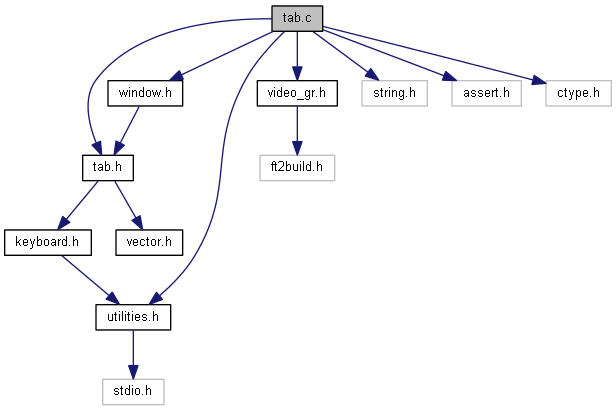 tab.c
window.h
video_gr.h
string.h
assert.h
ctype.h
tab.h
ft2build.h
keyboard.h
vector.h
utilities.h
stdio.h